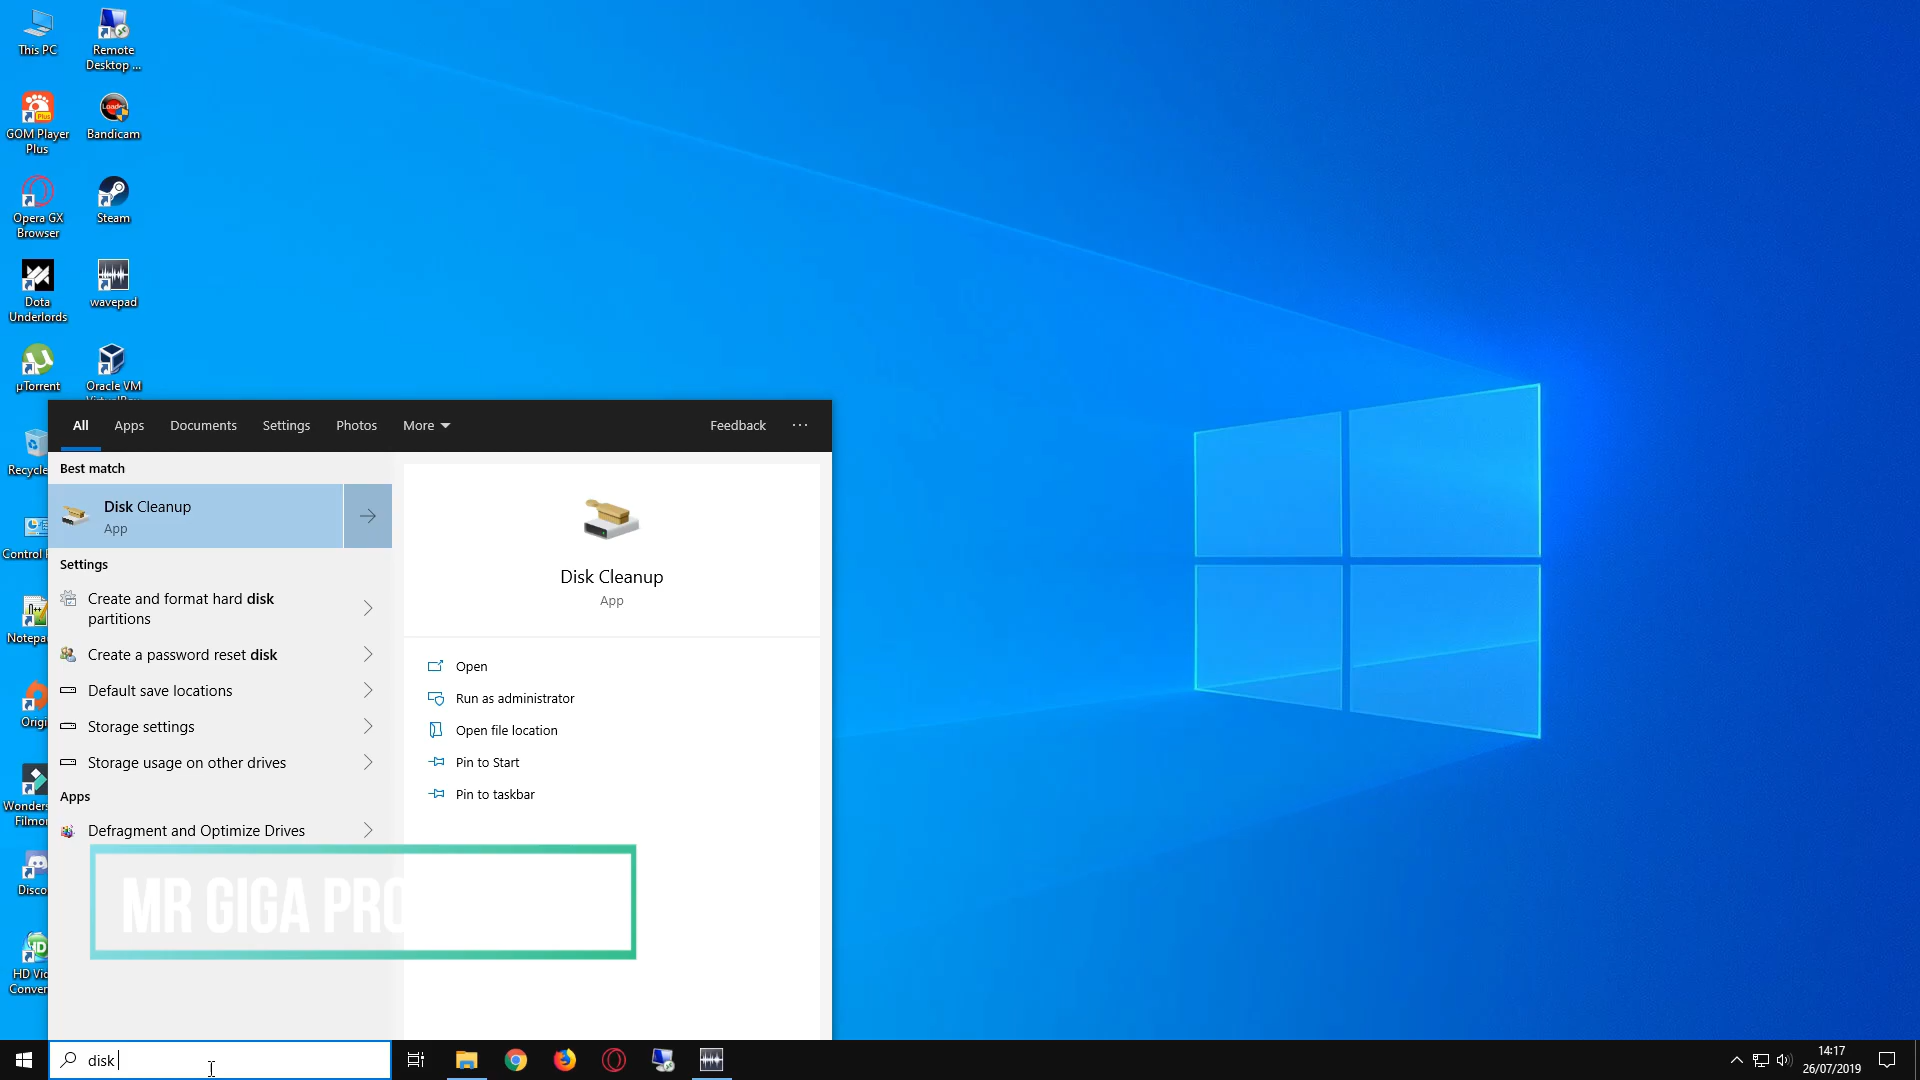 This PC
Remote
Desktop ...
GOM Player
Plus
Bandicam
Opera GX
Browser
Steam
Dota
Underlords
wavepad
µTorrent
Oracle VM
Recycle
Control
Notepa
Origi
Wonders
Filmor
Disco
HD Vid
Conver
All
Apps
Documents
Settings
Photos
More
Feedback
...
Best match
Disk Cleanup
App
Settings
Create and format hard disk
partitions
Create a password reset disk
Default save locations
Storage settings
Storage usage on other drives
Apps
Defragment and Optimize Drives
Disk Cleanup
App
Open
Run as administrator
Open file location
Pin to Start
Pin to taskbar
MR GIGA PRO
disk
14:17
26/07/2019